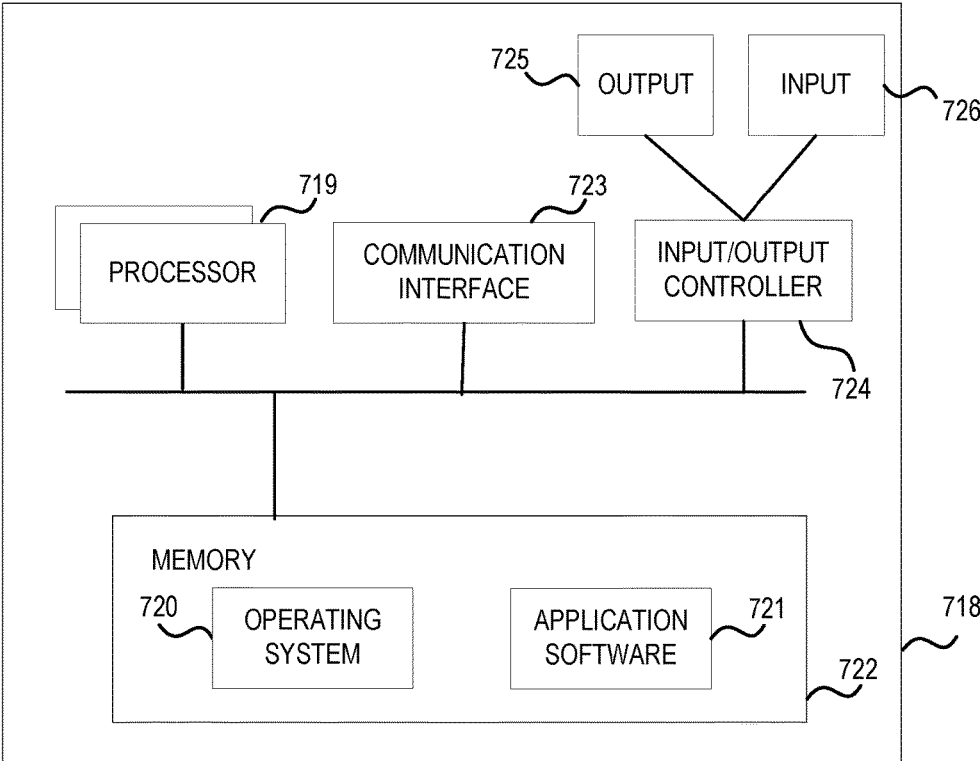 725
OUTPUT
INPUT
726
719
PROCESSOR
723
COMMUNICATION
INTERFACE
INPUT/OUTPUT
CONTROLLER
724
MEMORY
720
OPERATING
SYSTEM
APPLICATION
SOFTWARE
721
722
718